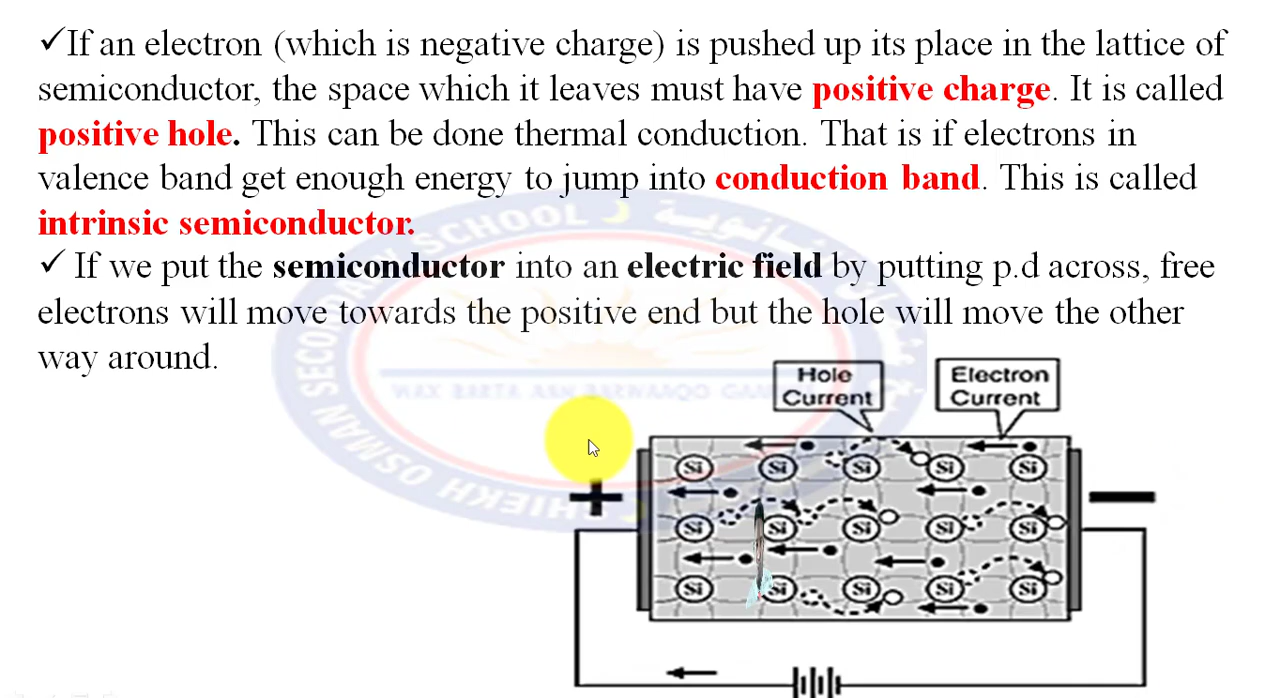 ✓If an electron (which is negative charge) is pushed up its place in the lattice of
semiconductor, the space which it leaves must have positive charge. It is called
positive hole. This can be done thermal conduction. That is if electrons in
valence band get enough energy to jump into conduction band. This is called
intrinsic semiconductor.
✓ If we put the semiconductor into an electric field by putting p.d across, free
electrons will move towards the positive end but the hole will move the other
way around.
SHIEKH OSMAN SECONDARY SCHOOL
Hole
Current
Electron
Current
+
−
Si Si Si Si Si
Si Si Si Si Si
Si Si Si Si Si